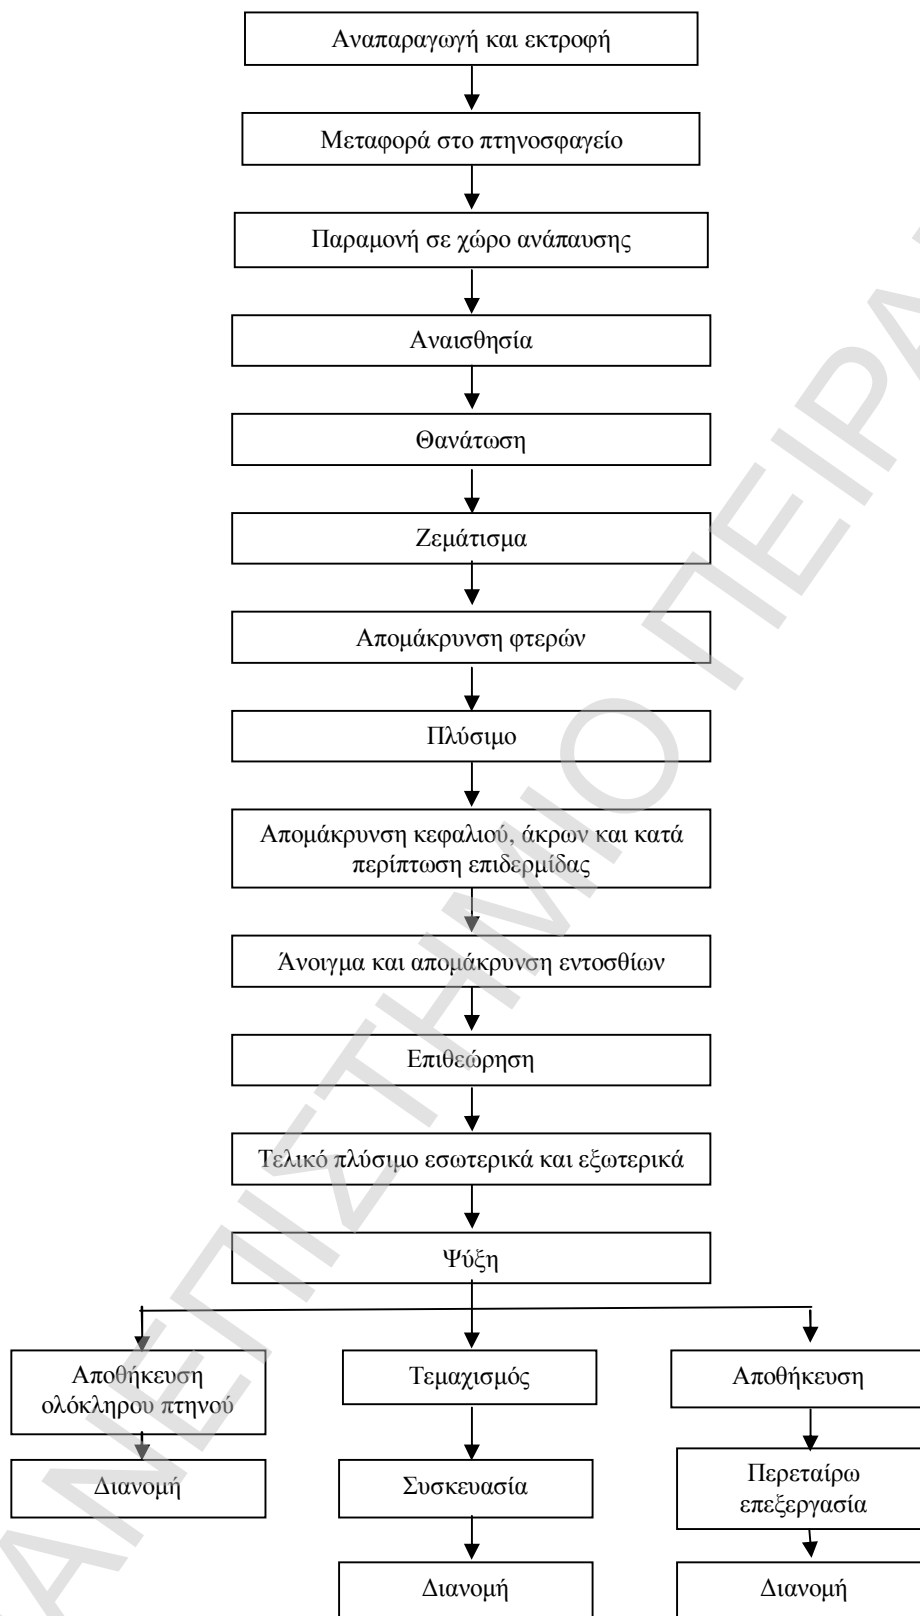 Αναπαραγωγή και εκτροφή
Μεταφορά στο πτηνοσφαγείο
Παραμονή σε χώρο ανάπαυσης
Αναισθησία
Θανάτωση
Ζεμάτισμα
Απομάκρυνση φτερών
Πλύσιμο
Απομάκρυνση κεφαλιού, άκρων και κατά
περίπτωση επιδερμίδας
Άνοιγμα και απομάκρυνση εντοσθίων
Επιθεώρηση
Τελικό πλύσιμο εσωτερικά και εξωτερικά
Ψύξη
Αποθήκευση
ολόκληρου πτηνού
Διανομή
Τεμαχισμός
Συσκευασία
Διανομή
Αποθήκευση
Περεταίρω
επεξεργασία
Διανομή
ΠΑΝΕΠΙΣΤΗΜΙΟ ΠΕΙΡΑΙ